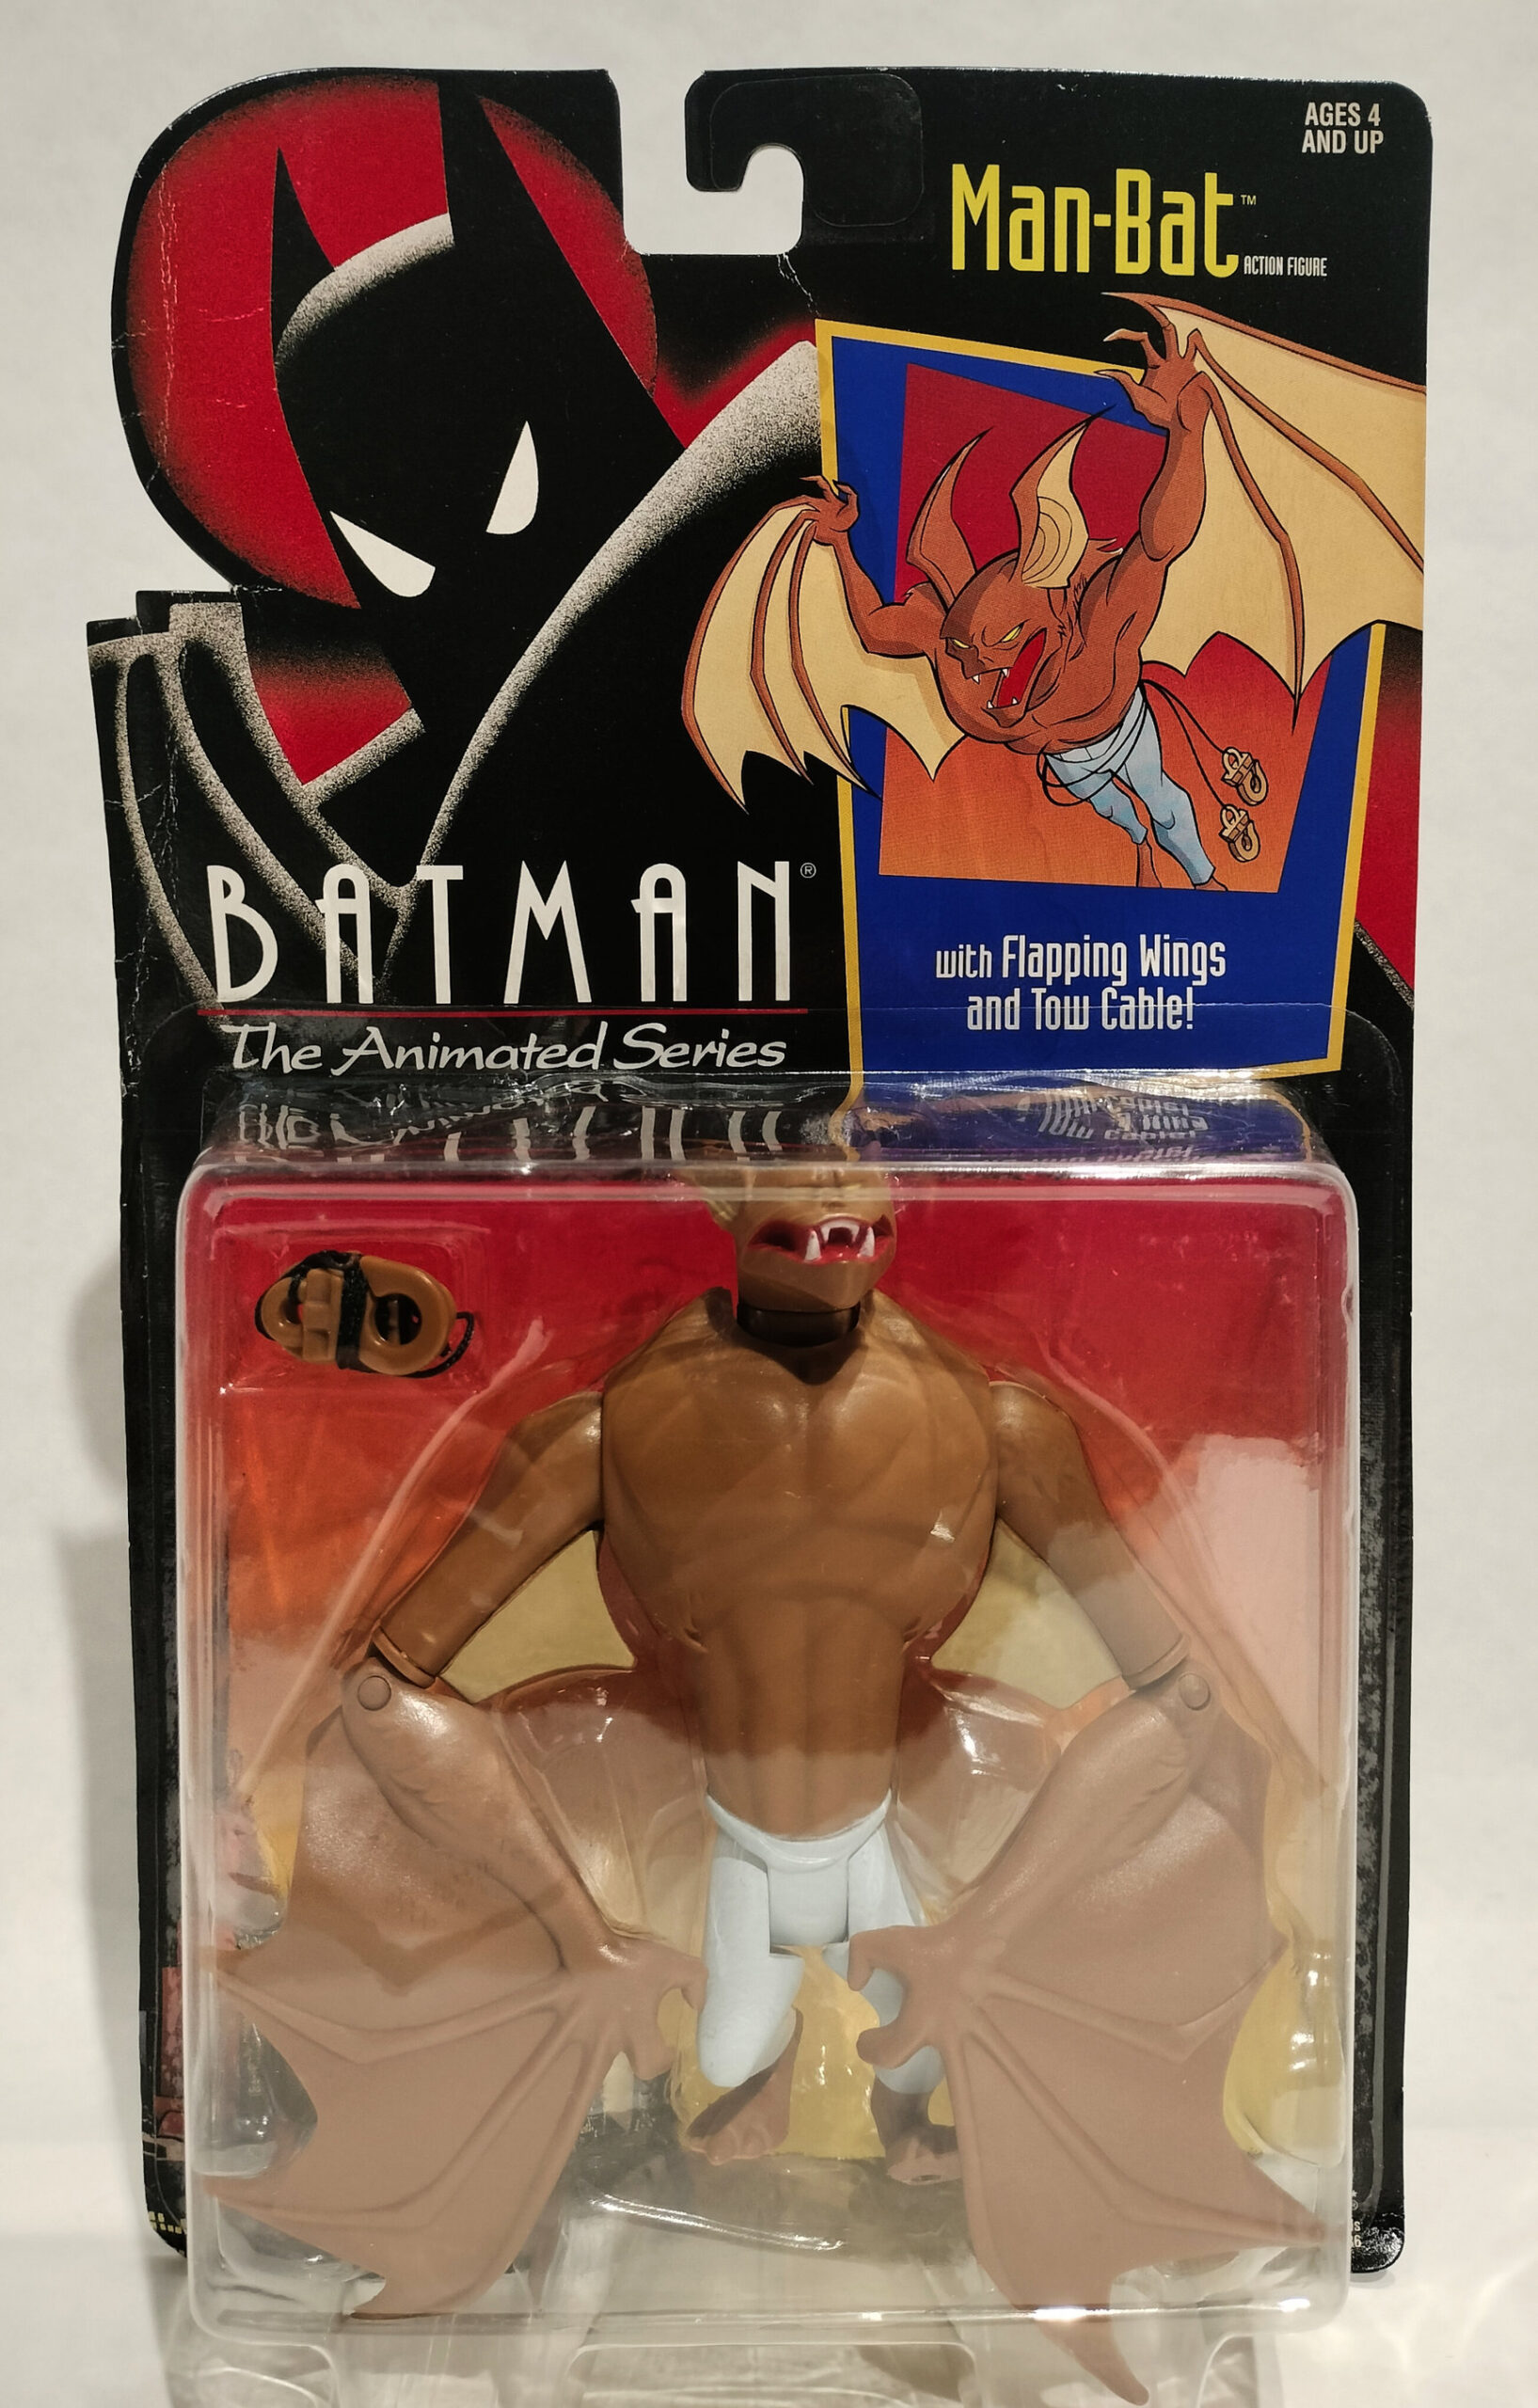 AGES 4
AND UP
Man-Bat™
ACTION FIGURE
BATMAN®
The Animated Series
with Flapping Wings
and Tow Cable!